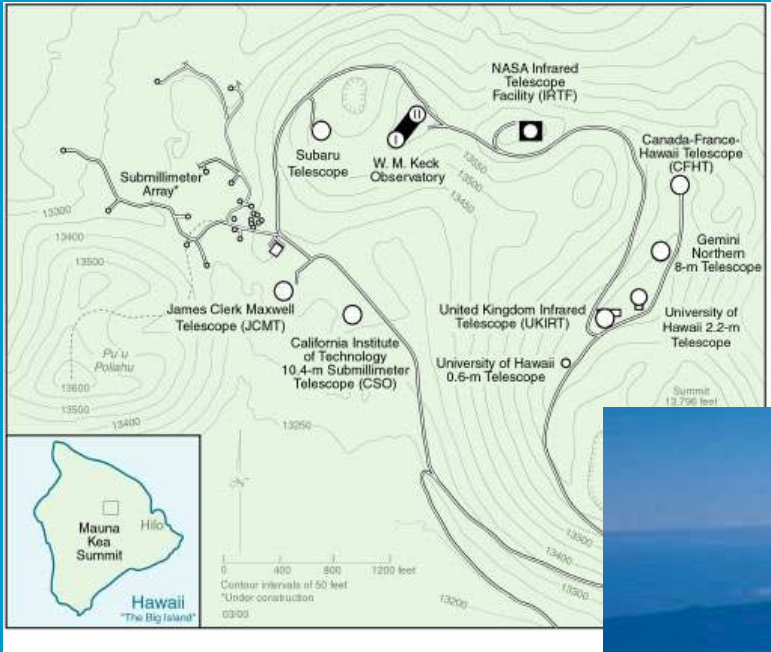 NASA Infrared
Telescope
Facility (IRTF)
Canada-France-
Hawaii Telescope
(CFHT)
II
I
Subaru
Telescope
W. M. Keck
Observatory
Submillimeter
Array*
13550
13500
13450
13300
13400
13500
Gemini
Northern
8-m Telescope
James Clerk Maxwell
Telescope (JCMT)
United Kingdom Infrared
Telescope (UKIRT)
University of
Hawaii 2.2-m
Telescope
California Institute
of Technology
10.4-m Submillimeter
Telescope (CSO)
University of Hawaii
0.6-m Telescope
Pu'u
Poliahu
13600
13500
13400
13250
Summit
13,796 feet
N
Mauna
Kea
Summit
Hilo
Hawaii
"The Big Island"
0 400 800 1200 feet
Contour intervals of 50 feet
*Under construction
03/00
13500
13400
13300
13200